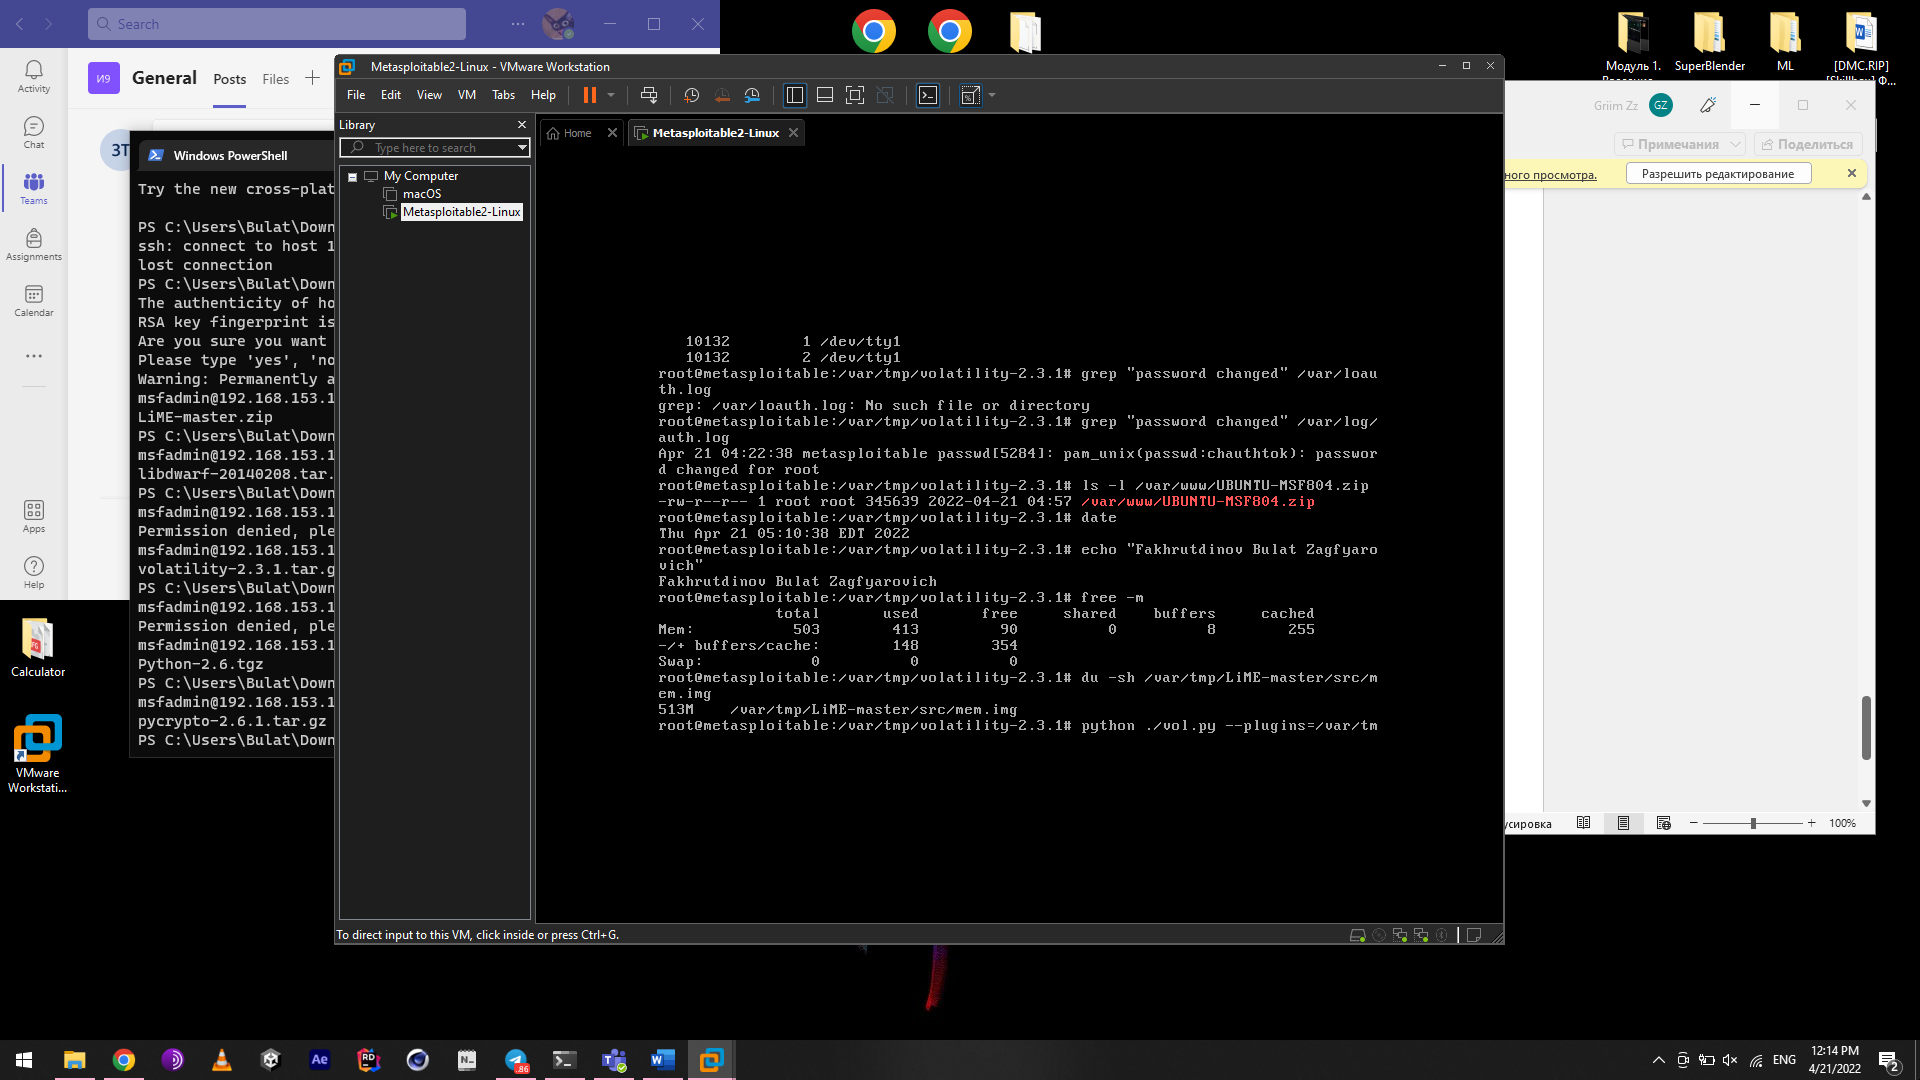 Search
И9
General
Posts
Files
Activity
Chat
Teams
Assignments
Calendar
Apps
Help
3T
Windows PowerShell
Try the new cross-plat
PS C:\Users\Bulat\Down
ssh: connect to host 1
lost connection
PS C:\Users\Bulat\Down
The authenticity of ho
RSA key fingerprint is
Are you sure you want
Please type 'yes', 'no
Warning: Permanently a
msfadmin@192.168.153.1
LiME-master.zip
PS C:\Users\Bulat\Down
msfadmin@192.168.153.1
libdwarf-20140208.tar.
PS C:\Users\Bulat\Down
msfadmin@192.168.153.1
Permission denied, ple
msfadmin@192.168.153.1
volatility-2.3.1.tar.g
PS C:\Users\Bulat\Down
msfadmin@192.168.153.1
Permission denied, ple
msfadmin@192.168.153.1
Python-2.6.tgz
PS C:\Users\Bulat\Down
msfadmin@192.168.153.1
pycrypto-2.6.1.tar.gz
PS C:\Users\Bulat\Down
Metasploitable2-Linux - VMware Workstation
File Edit View VM Tabs Help
Library
Type here to search
My Computer
macOS
Metasploitable2-Linux
Home
Metasploitable2-Linux
10132 1 /dev/tty1
10132 2 /dev/tty1
root@metasploitable:/var/tmp/volatility-2.3.1# grep "password changed" /var/loau
th.log
grep: /var/loauth.log: No such file or directory
root@metasploitable:/var/tmp/volatility-2.3.1# grep "password changed" /var/log/
auth.log
Apr 21 04:22:38 metasploitable passwd[5284]: pam_unix(passwd:chauthtok): passwor
d changed for root
root@metasploitable:/var/tmp/volatility-2.3.1# ls -l /var/www/UBUNTU-MSF804.zip
-rw-r--r-- 1 root root 345639 2022-04-21 04:57 /var/www/UBUNTU-MSF804.zip
root@metasploitable:/var/tmp/volatility-2.3.1# date
Thu Apr 21 05:10:38 EDT 2022
root@metasploitable:/var/tmp/volatility-2.3.1# echo "Fakhrutdinov Bulat Zagfyaro
vich"
Fakhrutdinov Bulat Zagfyarovich
root@metasploitable:/var/tmp/volatility-2.3.1# free -m
total used free shared buffers cached
Mem: 503 413 90 0 8 255
-/+ buffers/cache: 148 354
Swap: 0 0 0
root@metasploitable:/var/tmp/volatility-2.3.1# du -sh /var/tmp/LiME-master/src/m
em.img
513M /var/tmp/LiME-master/src/mem.img
root@metasploitable:/var/tmp/volatility-2.3.1# python ./vol.py --plugins=/var/tm
To direct input to this VM, click inside or press Ctrl+G.
Модуль 1.
SuperBlender
ML
[DMC.RIP]
Griim Zz
GZ
Примечания
Поделиться
ного просмотра.
Разрешить редактирование
усировка
100%
Calculator
VMware
Workstati...
Ae
RD
N
86
12:14 PM
ENG
4/21/2022
2